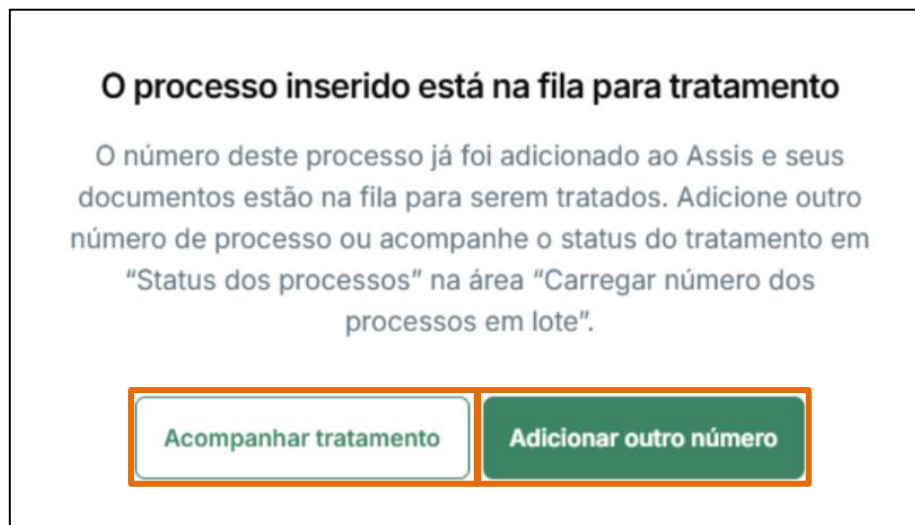 O processo inserido está na fila para tratamento
O número deste processo já foi adicionado ao Assis e seus
documentos estão na fila para serem tratados. Adicione outro
número de processo ou acompanhe o status do tratamento em
“Status dos processos” na área “Carregar número dos
processos em lote”.
Acompanhar tratamento
Adicionar outro número